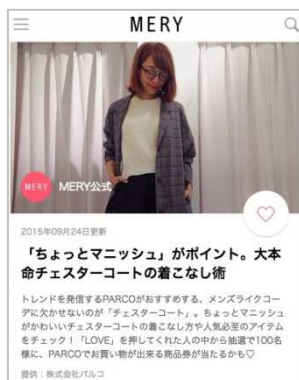 MERY
MERY MERY公式
2015年09月24日更新
「ちょっとマニッシュ」がポイント。大本
命チェスターコートの着こなし術
トレンドを発信するPARCOがおすすめする、メンズライクコー
デに欠かせないのが「チェスターコート」。ちょっとマニッシュ
がかわいいチェスターコートの着こなし方や人気必至のアイテム
をチェック！「LOVE」を押してくれた人の中から抽選で100名
様に、PARCOでお買い物が出来る商品券が当たるかも♡
提供：株式会社パルコ